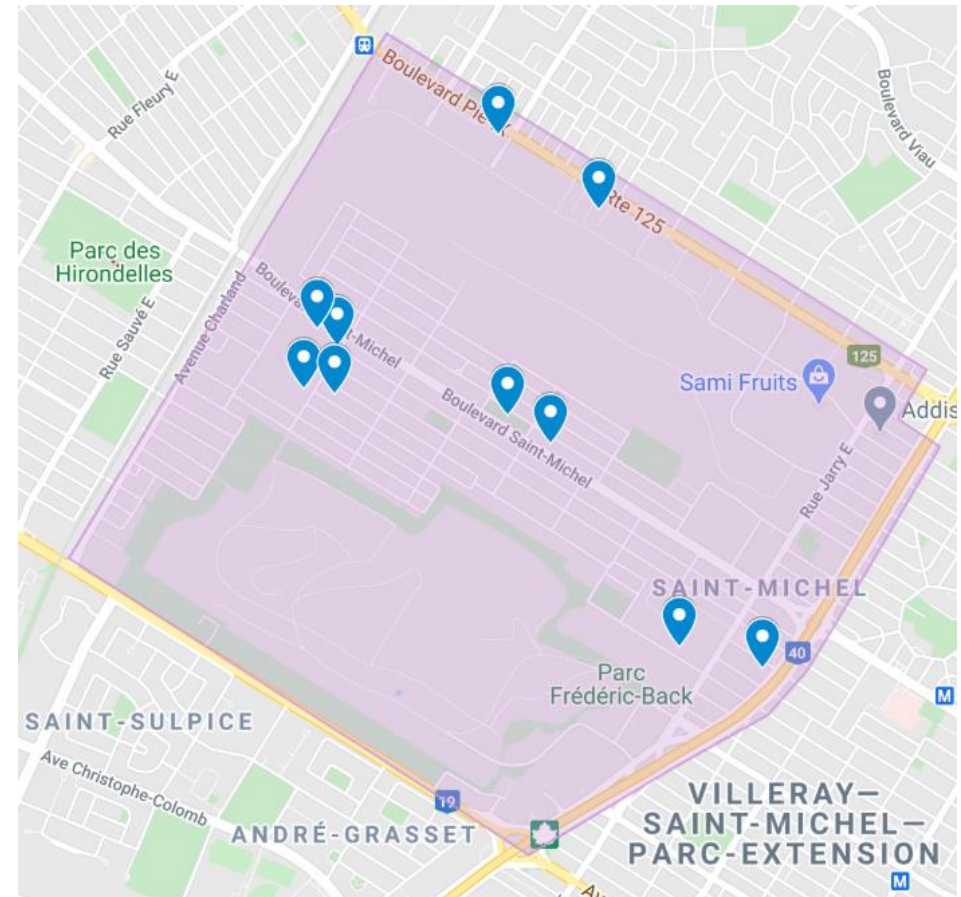 Boulevard Pie-IX
Rue Fleury E
Boulevard Viau
Rte 125
Parc des
Hirondelles
Rue Sauvé E
Avenue Charland
Boulevard Saint-Michel
125
Sami Fruits
Addis
Boulevard Saint-Michel
Rue Jarry E
SAINT-MICHEL
40
Parc
Frédéric-Back
M
SAINT-SULPICE
Ave Christophe-Colomb
19
VILLERAY—
SAINT-MICHEL—
PARC-EXTENSION
ANDRÉ-GRASSET
M
Av